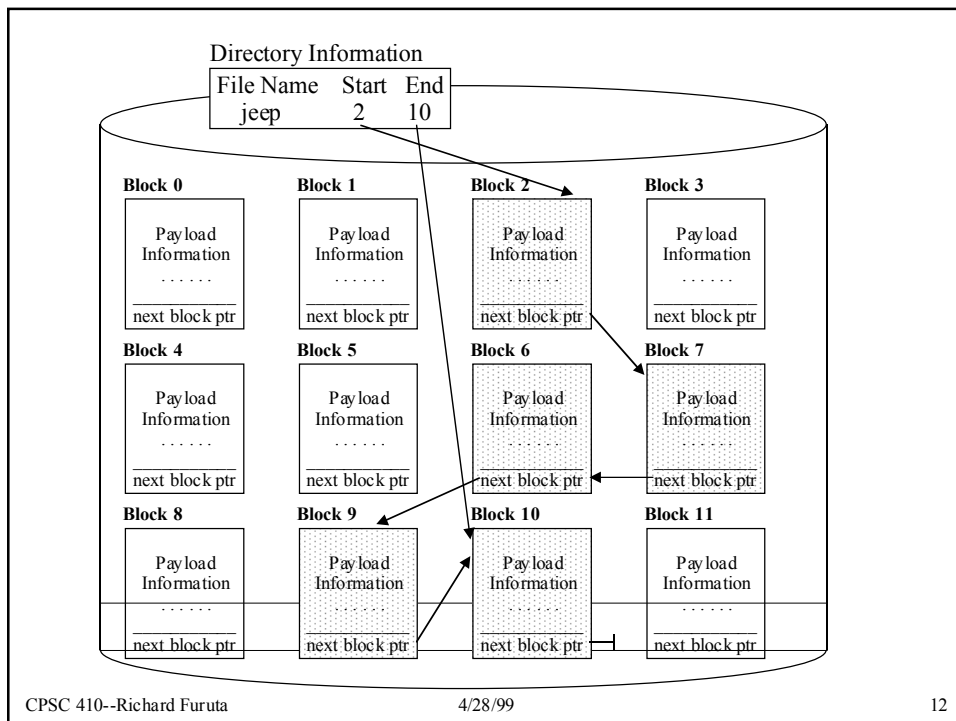 Directory Information
File Name Start End
jeep 2 10
Block 0 Block 1 Block 2 Block 3
Payload Payload Payload Payload
Information Information Information Information
. . . . . . . . . . . . . . . . . . . . . . . .
next block ptr next block ptr next block ptr next block ptr
Block 4 Block 5 Block 6 Block 7
Payload Payload Payload Payload
Information Information Information Information
. . . . . . . . . . . . . . . . . . . . . . . .
next block ptr next block ptr next block ptr next block ptr
Block 8 Block 9 Block 10 Block 11
Payload Payload Payload Payload
Information Information Information Information
. . . . . . . . . . . . . . . . . . . . . . . .
next block ptr next block ptr next block ptr next block ptr
CPSC 410--Richard Furuta 4/28/99 12